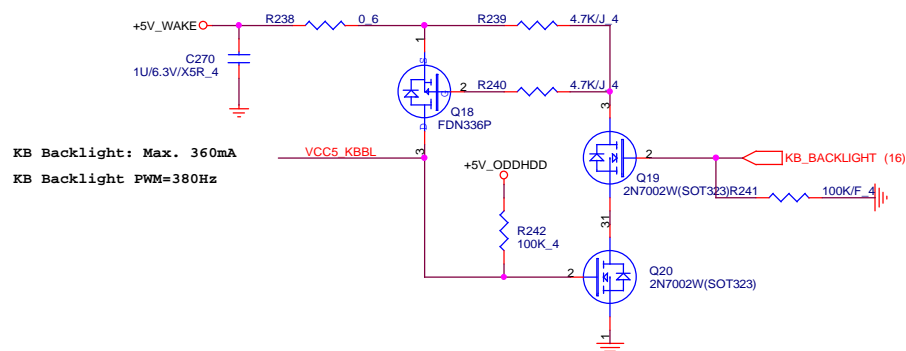 R238
0_6
R239
4.7K/J_4
+5V_WAKE
1
C270
1U/6.3V/X5R_4
S
G
2
R240
4.7K/J_4
Q18
FDN336P
D
3
3
KB Backlight: Max. 360mA
VCC5_KBBL
+5V_ODDHDD
2
KB_BACKLIGHT (16)
KB Backlight PWM=380Hz
Q19
2N7002W(SOT323)
R241
100K/F_4
31
R242
100K_4
2
Q20
2N7002W(SOT323)
1